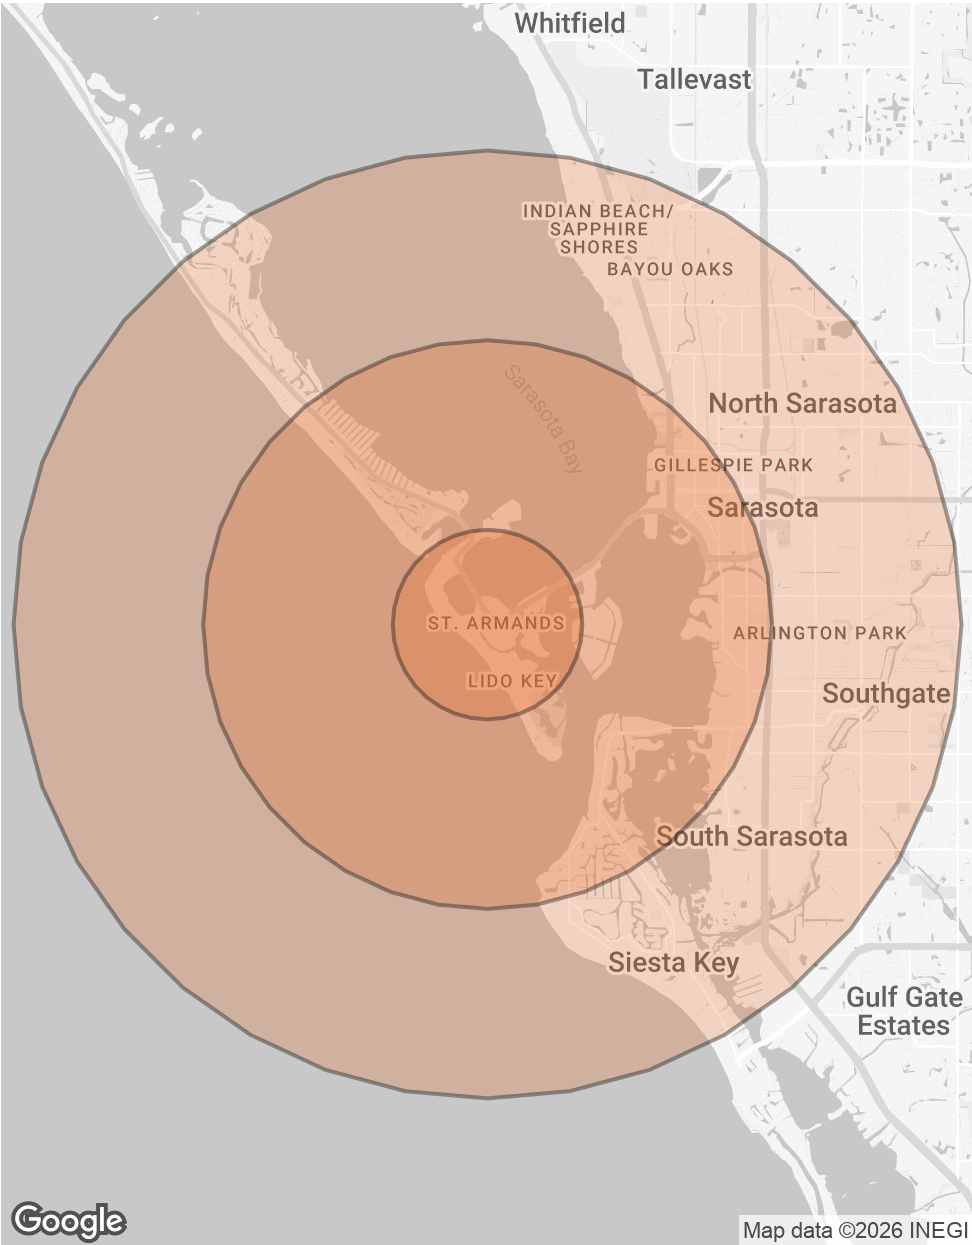 Whitfield
Tallevast
INDIAN BEACH/
SAPPHIRE
SHORES
BAYOU OAKS
Sarasota Bay
North Sarasota
GILLESPIE PARK
Sarasota
ST. ARMANDS
ARLINGTON PARK
LIDO KEY
Southgate
South Sarasota
Siesta Key
Gulf Gate
Estates
Google
Map data ©2026 INEGI